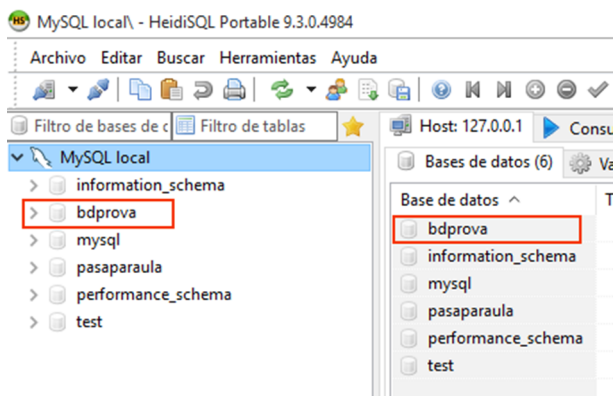 MySQL local\ - HeidiSQL Portable 9.3.0.4984
Archivo Editar Buscar Herramientas Ayuda
Filtro de bases de Filtro de tablas
MySQL local
information_schema
bdprova
mysql
pasaparaula
performance_schema
test
Host: 127.0.0.1
Bases de datos (6)
Base de datos
bdprova
information_schema
mysql
pasaparaula
performance_schema
test